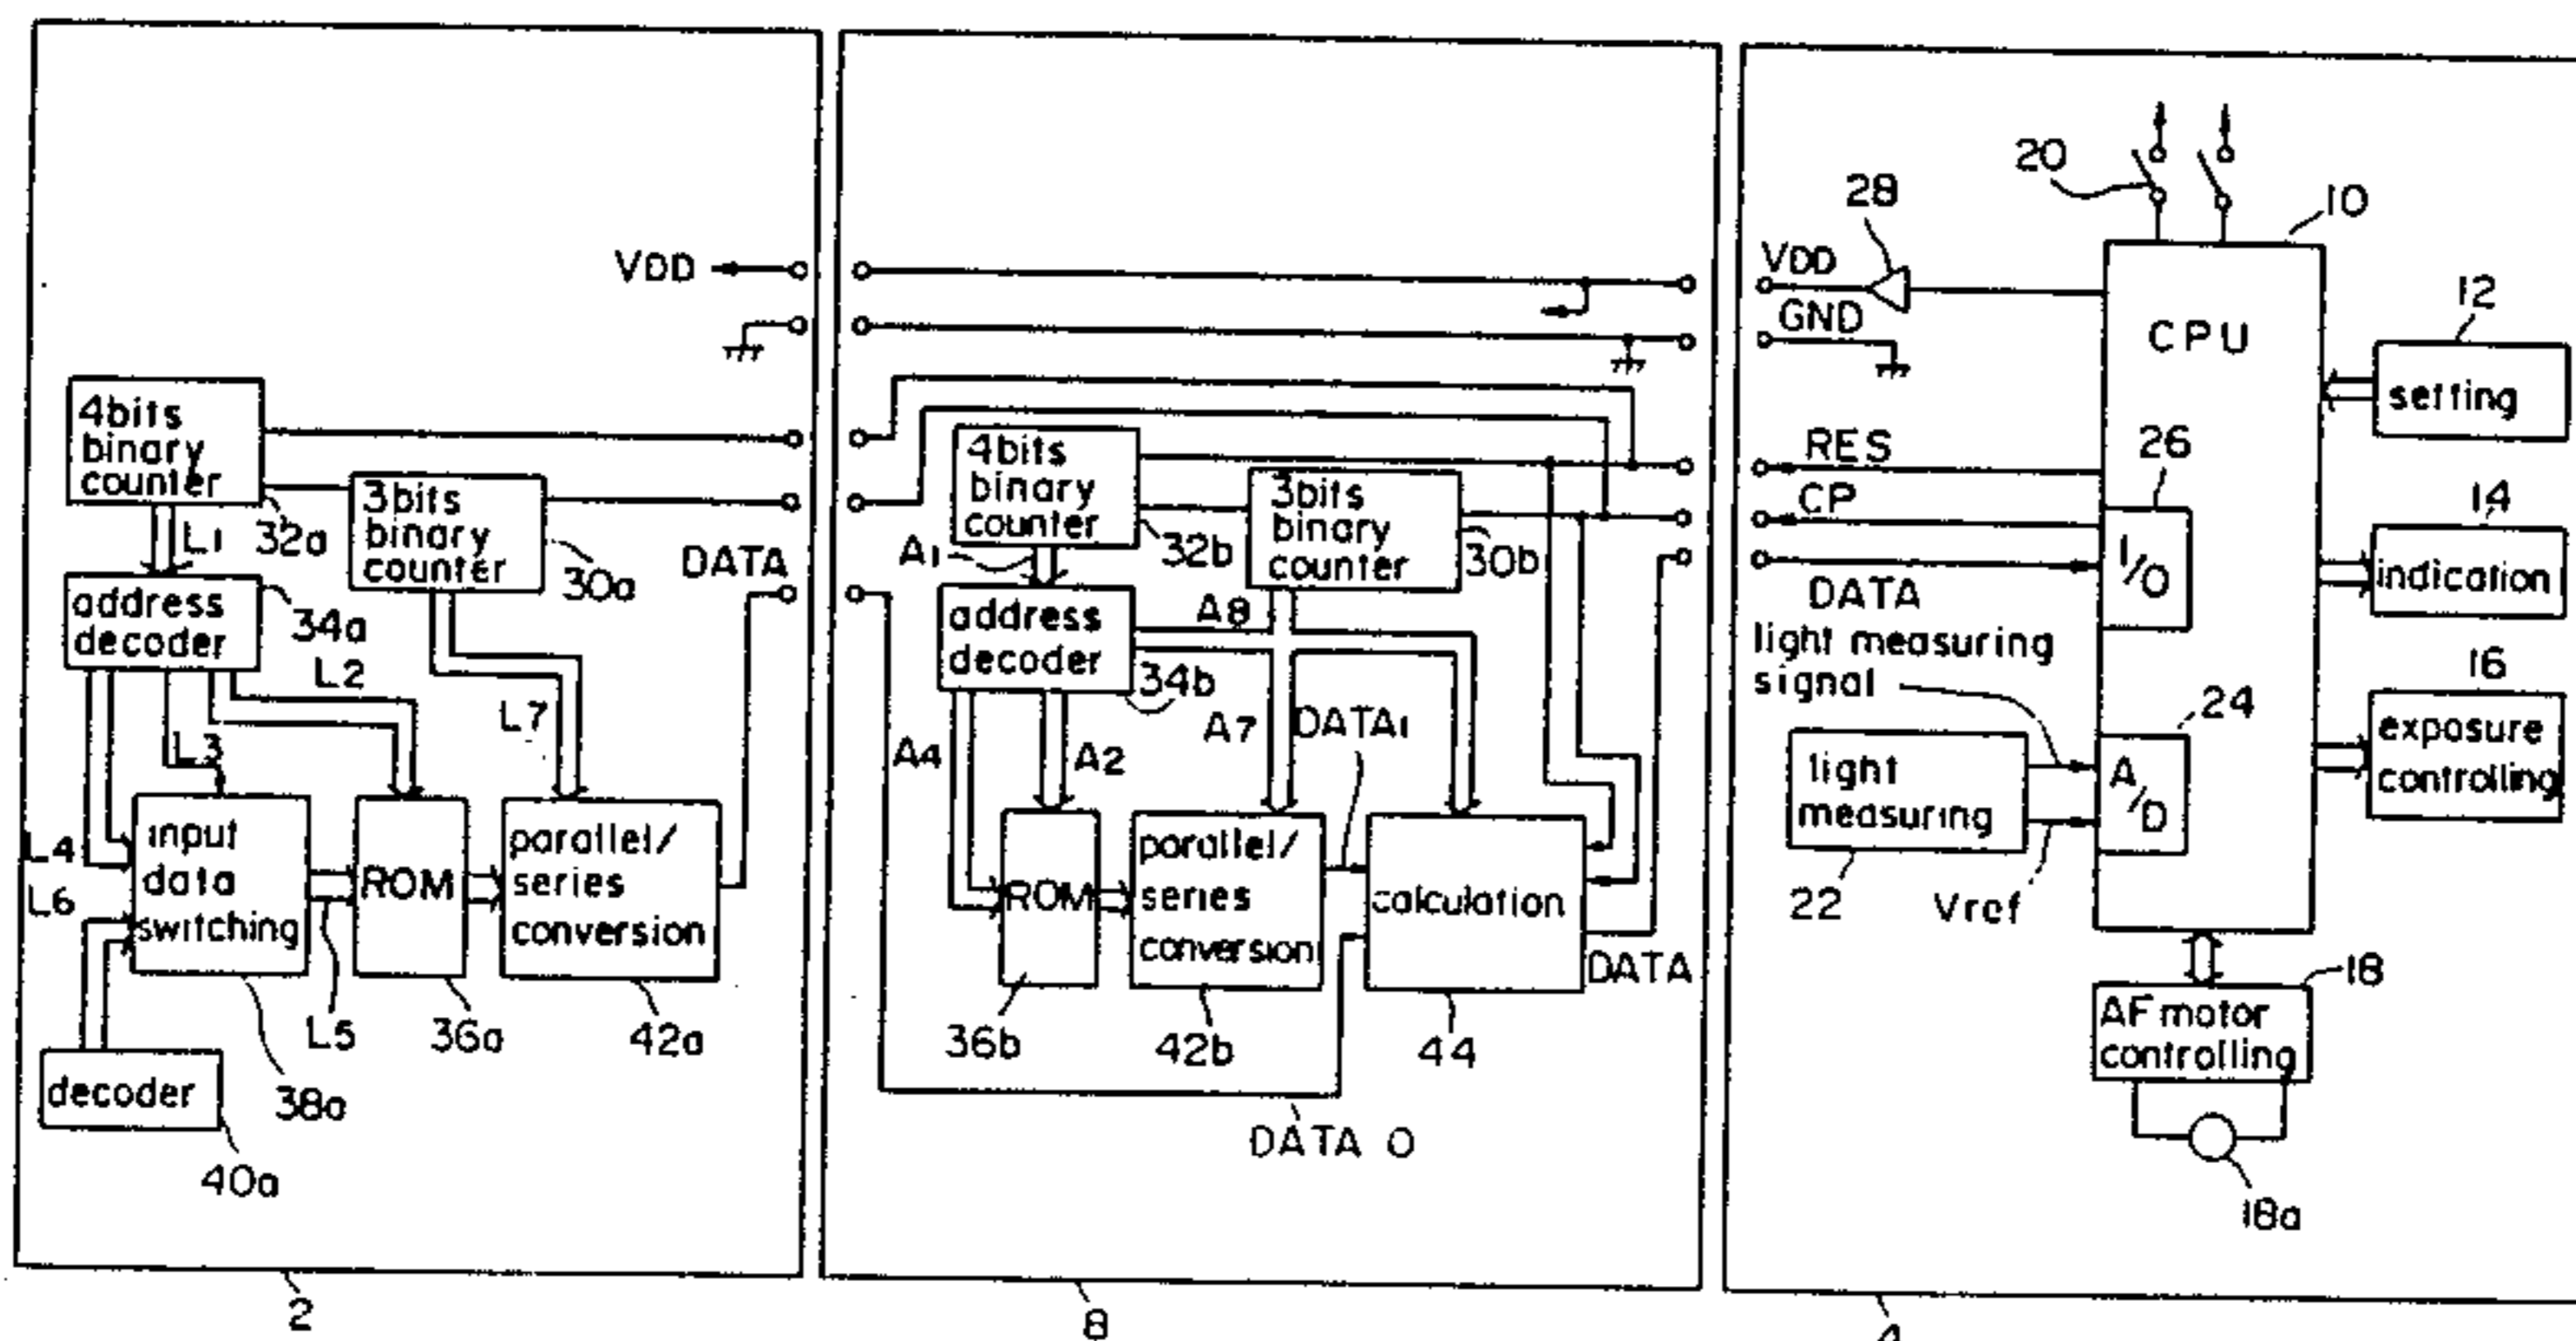 VDD
4bits
binary
counter
32a
3bits
binary
counter
30a
L1
address
decoder
34a
L2
L3
L4
L6
L7
DATA
input
data
switching
38a
L5
ROM
36a
parallel/
series
conversion
42a
decoder
40a
2
4bits
binary
counter
32b
3bits
binary
counter
30b
A1
address
decoder
34b
A8
A4
A2
A7
DATA1
ROM
36b
parallel/
series
conversion
42b
calculation
44
DATA
DATA 0
8
20
28
10
VDD
GND
CPU
12
setting
RES
CP
26
I/O
14
indication
DATA
light measuring
signal
24
A/D
16
exposure
controlling
light
measuring
22
Vref
18
AF motor
controlling
18a
4